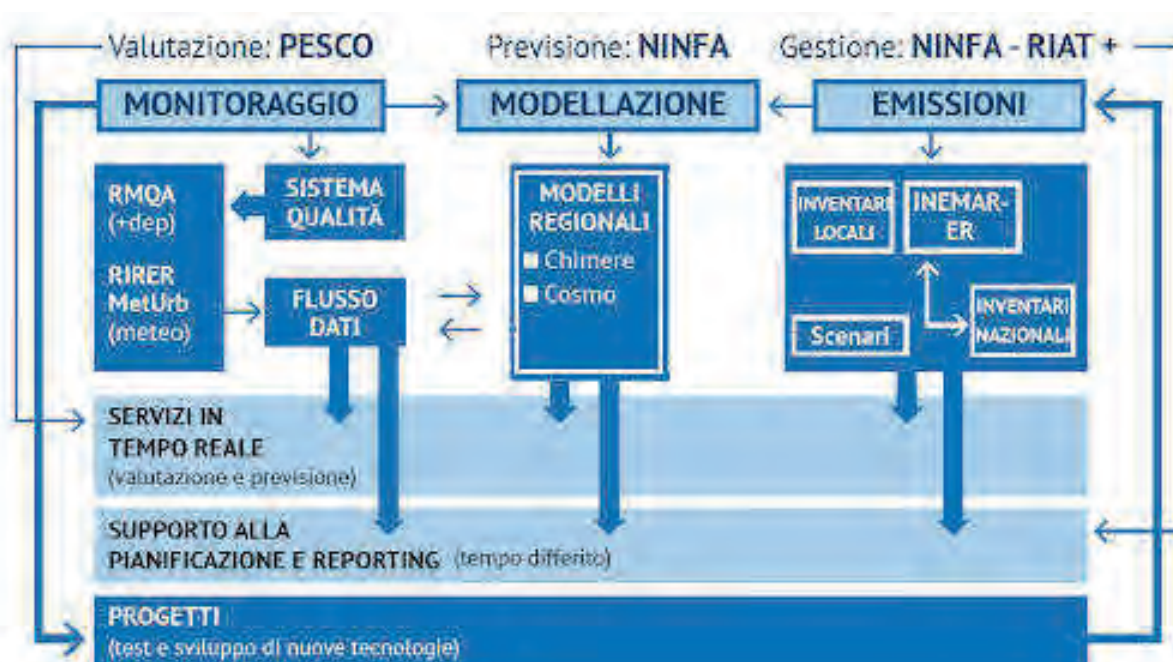 Valutazione: PESCO
Previsione: NINFA
Gestione: NINFA - RIAT +
MONITORAGGIO
MODELLAZIONE
EMISSIONI
RMQA
(+dep)
RIRER
MetUrb
(meteo)
SISTEMA
QUALITÀ
FLUSSO
DATI
MODELLI
REGIONALI
Chimere
Cosmo
INVENTARI
LOCALI
INEMAR-
ER
Scenari
INVENTARI
NAZIONALI
SERVIZI IN
TEMPO REALE
(valutazione e previsione)
SUPPORTO ALLA
PIANIFICAZIONE E REPORTING (tempo differito)
PROGETTI
(test e sviluppo di nuove tecnologie)